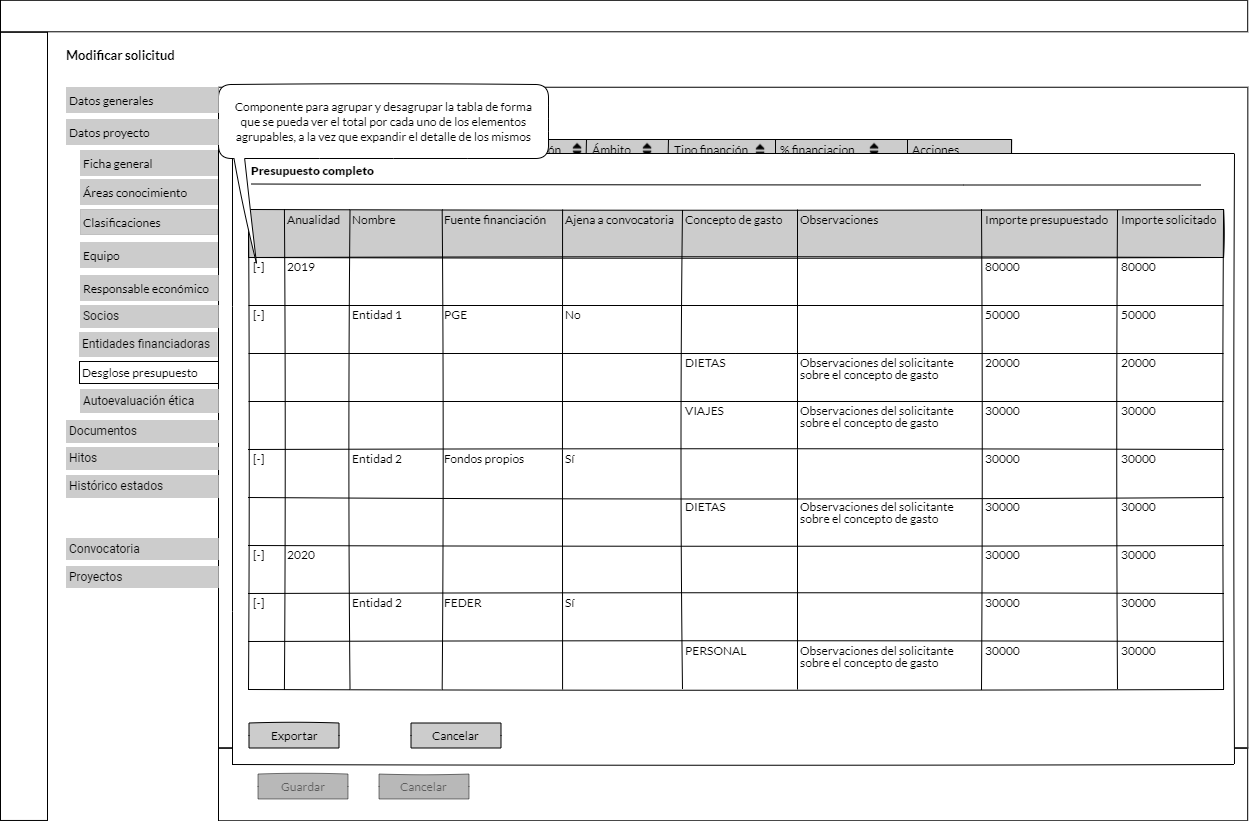 Modificar solicitud
Datos generales
Datos proyecto
Ficha general
Áreas conocimiento
Clasificaciones
Equipo
Responsable económico
Socios
Entidades financiadoras
Desglose presupuesto
Autoevaluación ética
Documentos
Hitos
Histórico estados
Convocatoria
Proyectos
Componente para agrupar y desagrupar la tabla de forma
que se pueda ver el total por cada uno de los elementos
agrupables, a la vez que expandir el detalle de los mismos
ón Ámbito Tipo financión % financiacion Acciones
Presupuesto completo
Anualidad Nombre Fuente financiación Ajena a convocatoria Concepto de gasto Observaciones Importe presupuestado Importe solicitado
[-] 2019 80000 80000
[-] Entidad 1 PGE No 50000 50000
DIETAS Observaciones del solicitante 20000 20000
sobre el concepto de gasto
VIAJES Observaciones del solicitante 30000 30000
sobre el concepto de gasto
[-] Entidad 2 Fondos propios Sí 30000 30000
DIETAS Observaciones del solicitante 30000 30000
sobre el concepto de gasto
[-] 2020 30000 30000
[-] Entidad 2 FEDER Sí 30000 30000
PERSONAL Observaciones del solicitante 30000 30000
sobre el concepto de gasto
Exportar Cancelar
Guardar Cancelar